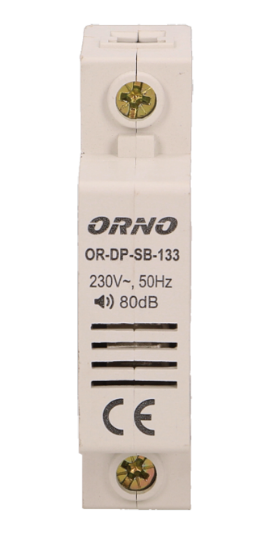 ORNO
OR-DP-SB-133
230V~, 50Hz
80dB
CE